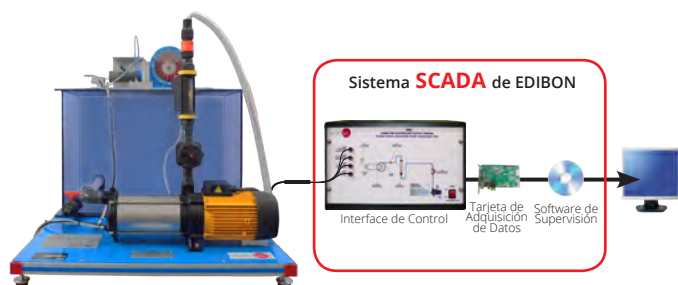 Sistema SCADA de EDIBON
Interface de Control
Tarjeta de
Adquisición
de Datos
Software de
Supervisión